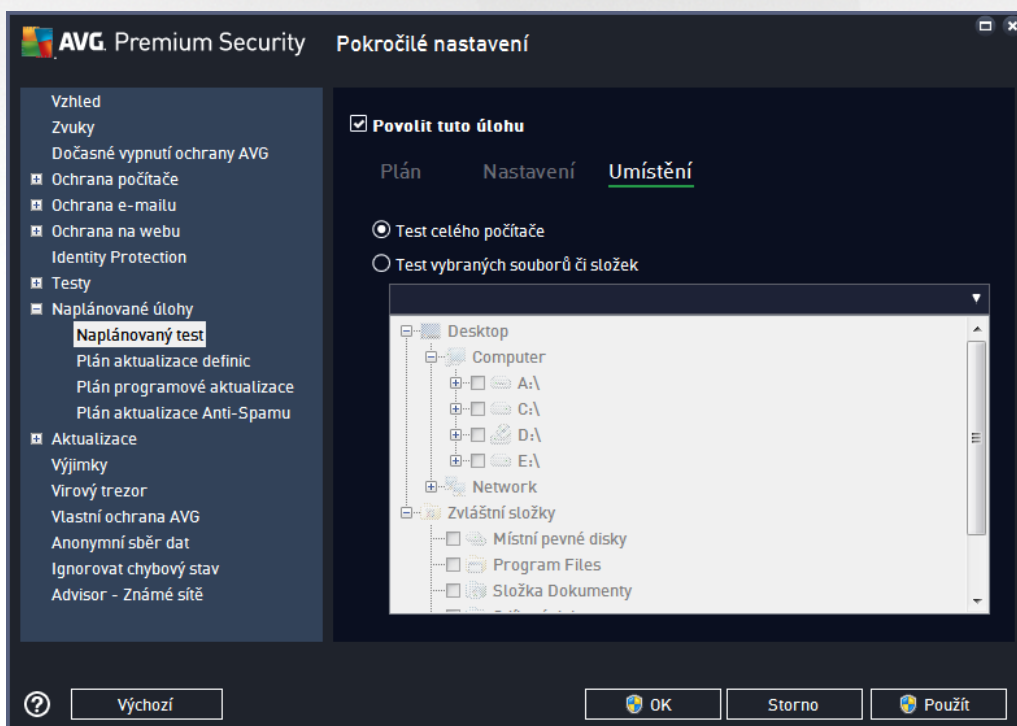 AVG. Premium Security Pokročilé nastavení
Vzhled
Zvuky
Dočasné vypnutí ochrany AVG
Ochrana počítače
Ochrana e-mailu
Ochrana na webu
Identity Protection
Testy
Naplánované úlohy
Naplánovaný test
Plán aktualizace definic
Plán programové aktualizace
Plán aktualizace Anti-Spamu
Aktualizace
Výjimky
Virový trezor
Vlastní ochrana AVG
Anonymní sběr dat
Ignorovat chybový stav
Advisor - Známé sítě
Povolit tuto úlohu
Plán Nastavení Umístění
Test celého počítače
Test vybraných souborů či složek
Desktop
Computer
A:\
C:\
D:\
E:\
Network
Zvláštní složky
Místní pevné disky
Program Files
Složka Dokumenty
? Výchozí OK Storno Použít